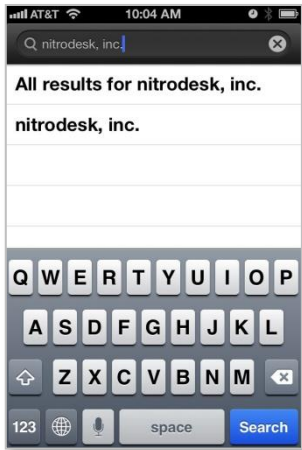 AT&T 10:04 AM
nitrodesk, inc.
All results for nitrodesk, inc.
nitrodesk, inc.
Q W E R T Y U I O P
A S D F G H J K L
Z X C V B N M
123 space Search